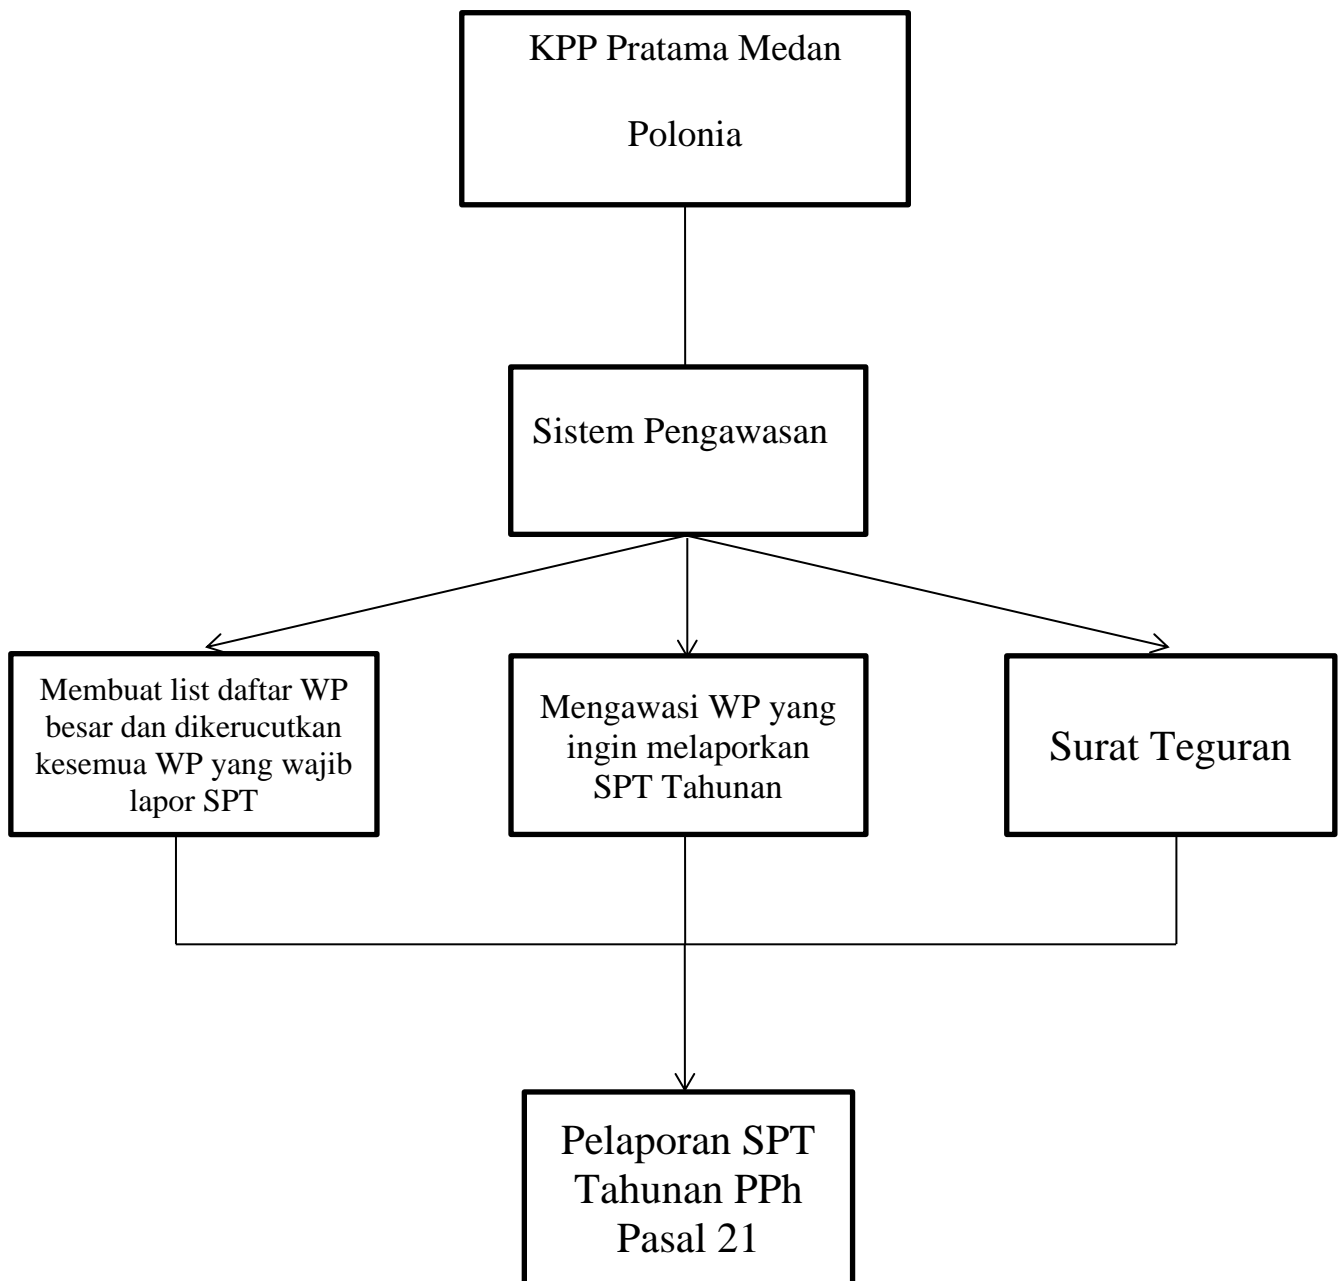 KPP Pratama Medan
Polonia
Sistem Pengawasan
Membuat list daftar WP
besar dan dikerucutkan
kesemua WP yang wajib
lapor SPT
Mengawasi WP yang
ingin melaporkan
SPT Tahunan
Surat Teguran
Pelaporan SPT
Tahunan PPh
Pasal 21